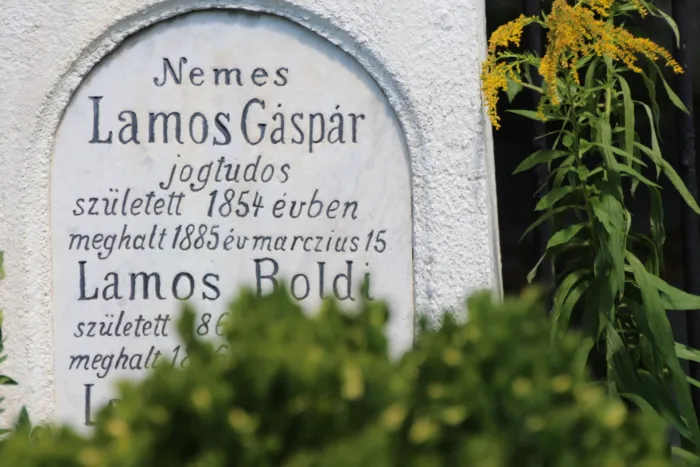 Nemes
Lamos Gáspár
jogtudos
született 1854 évben
meghalt 1885 év marczius 15
Lamos Boldi
született
meghalt